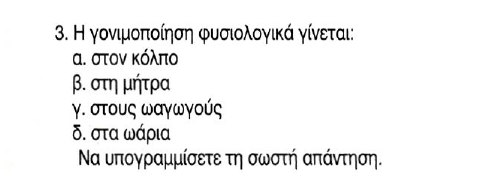 3. Η γονιμοποίηση φυσιολογικά γίνεται:
α. στον κόλπο
β. στη μήτρα
γ. στους ωαγωγούς
δ. στα ωάρια
Να υπογραμμίσετε τη σωστή απάντηση.